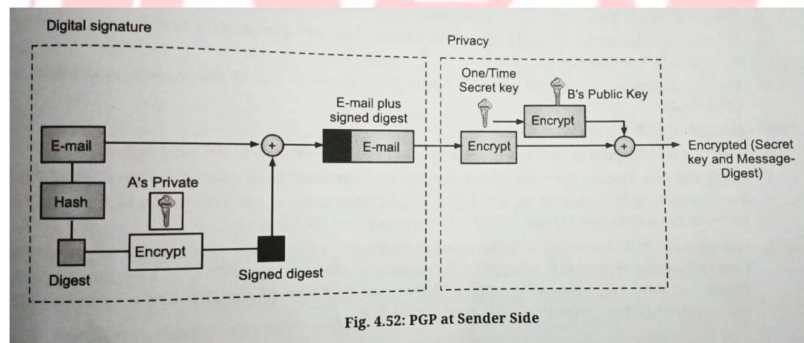 Digital signature
Privacy
One/Time
Secret key
B's Public Key
E-mail plus
signed digest
Encrypt
E-mail
+
E-mail
Encrypt
+
Encrypted (Secret
key and Message-
Digest)
A's Private
Hash
Encrypt
Digest
Signed digest
Fig. 4.52: PGP at Sender Side